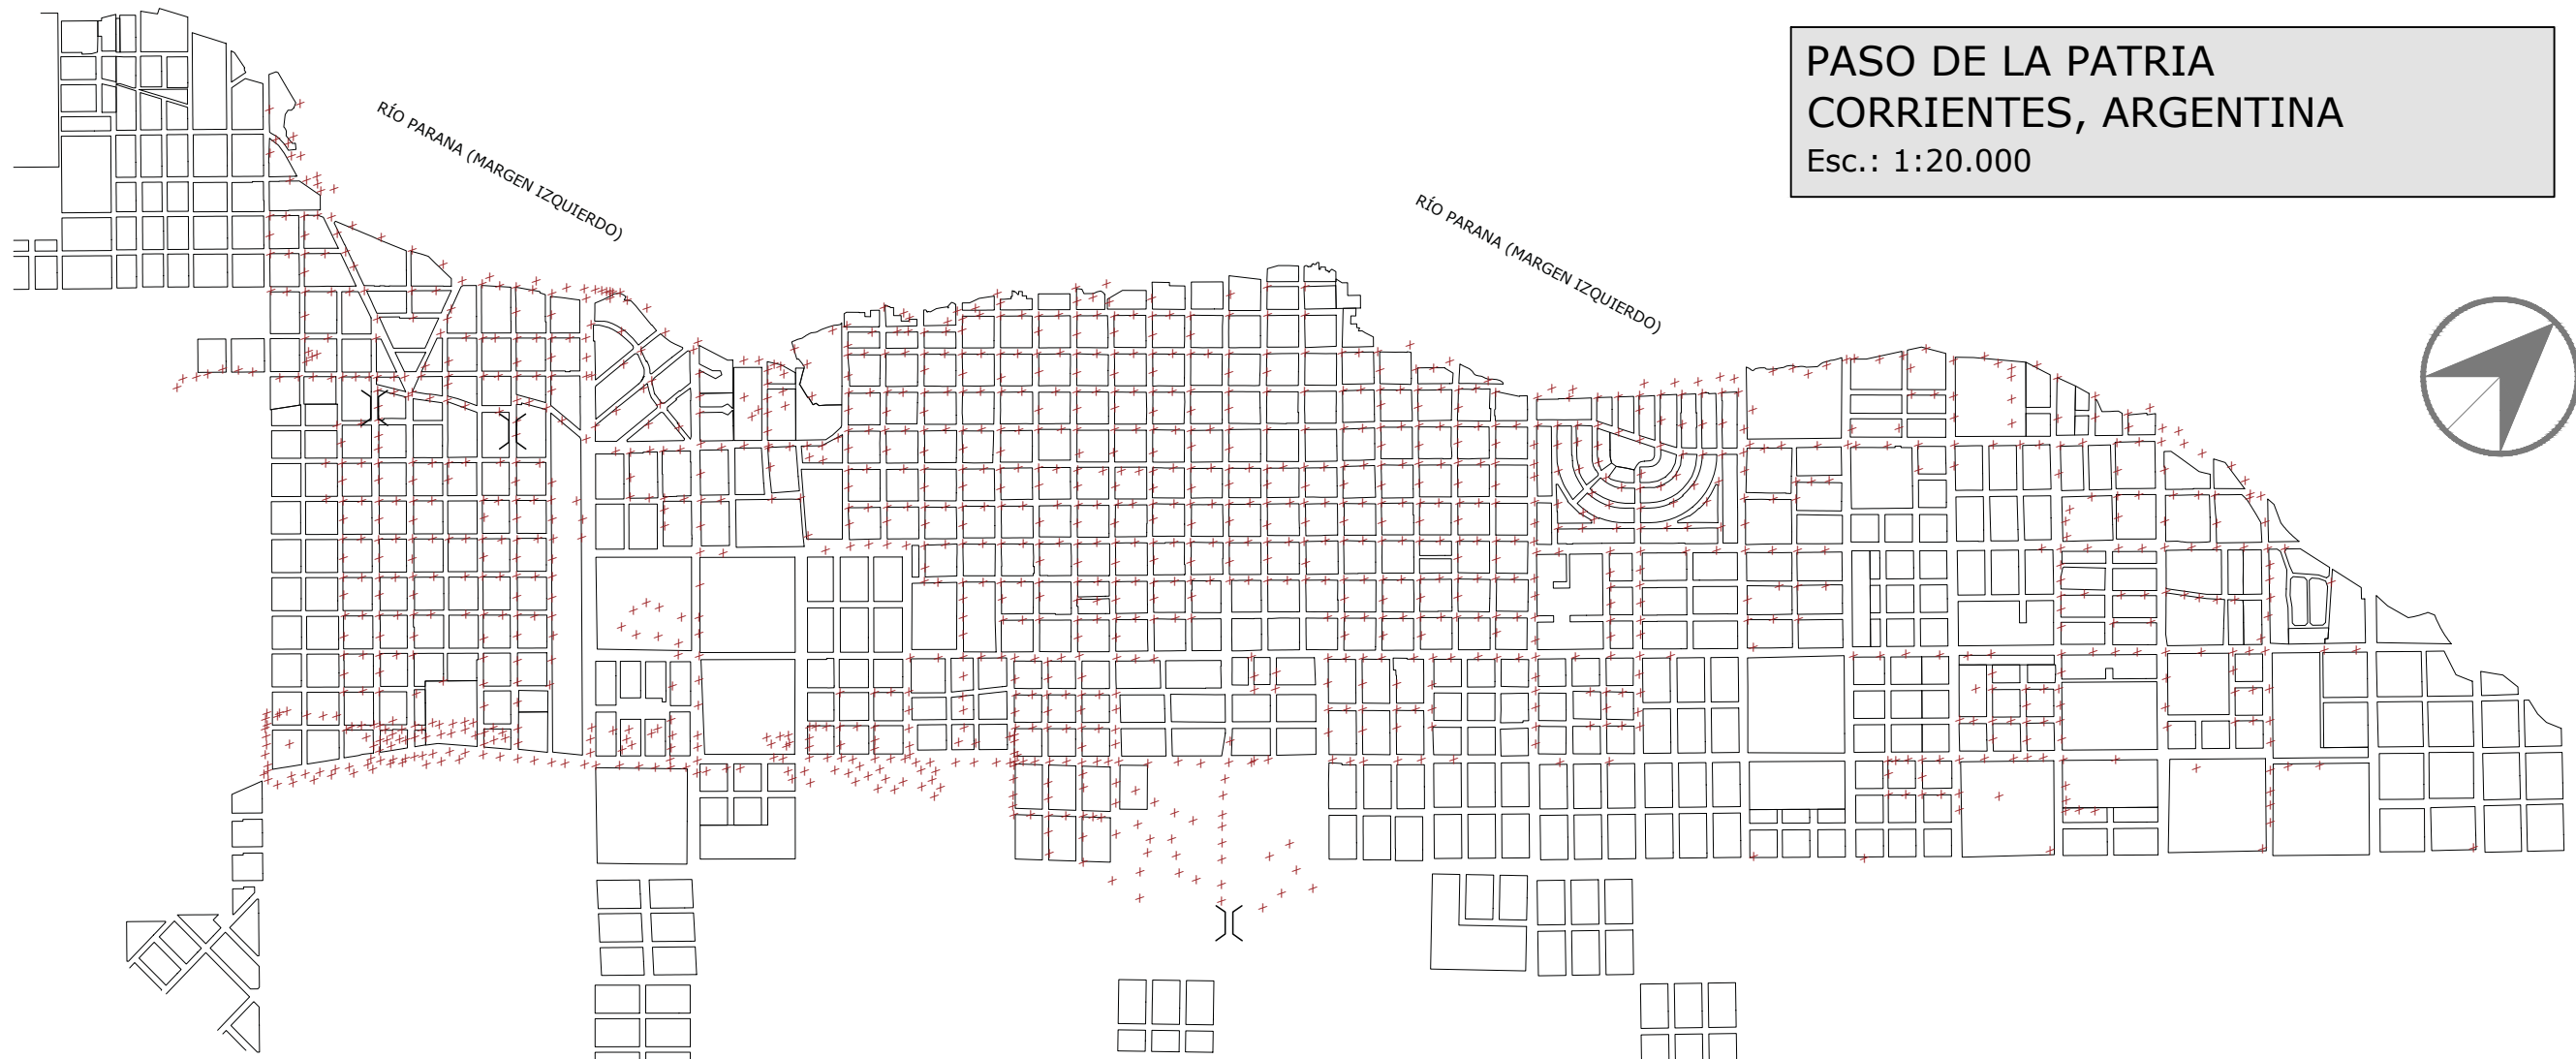 PASO DE LA PATRIA
CORRIENTES, ARGENTINA
Esc.: 1:20.000
RÍO PARANA (MARGEN IZQUIERDO)
RÍO PARANA (MARGEN IZQUIERDO)